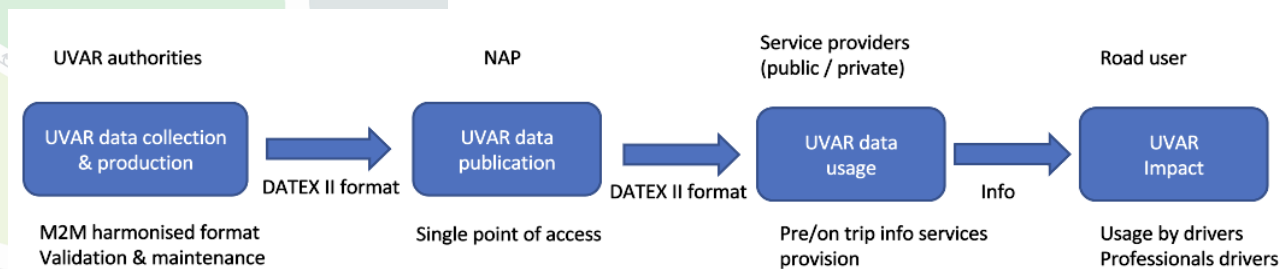 UVAR authorities
NAP
Service providers
(public / private)
Road user
UVAR data collection
& production
UVAR data
publication
UVAR data
usage
UVAR
Impact
DATEX II format
DATEX II format
Info
M2M harmonised format
Validation & maintenance
Single point of access
Pre/on trip info services
provision
Usage by drivers
Professionals drivers